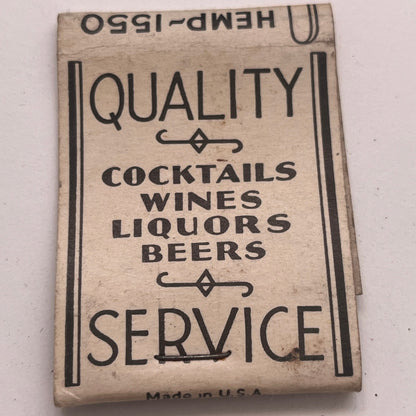 HEMP~1550
QUALITY
COCKTAILS
WINES
LIQUORS
BEERS
SERVICE
Made in U.S.A.